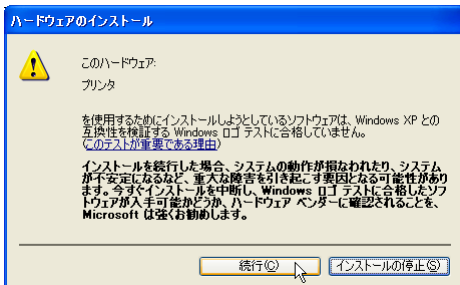 ハードウェアのインストール
このハードウェア:
プリンタ
を使用するためにインストールしようとしているソフトウェアは、Windows XP との
互換性を検証する Windows ロゴ テストに合格していません。
(このテストが重要である理由)
インストールを続行した場合、システムの動作が損なわれたり、システム
が不安定になるなど、重大な障害を引き起こす要因となる可能性があり
ます。今すぐインストールを中断し、Windows ロゴ テストに合格したソフ
トウェアが入手可能かどうか、ハードウェア ベンダーに確認されることを、
Microsoft は強くお勧めします。
続行(C)
インストールの停止(S)